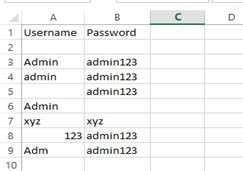 A B C D
1 Username Password
2
3 Admin admin123
4 admin admin123
5 admin123
6 Admin
7 xyz xyz
8 123 admin123
9 Adm admin123
10